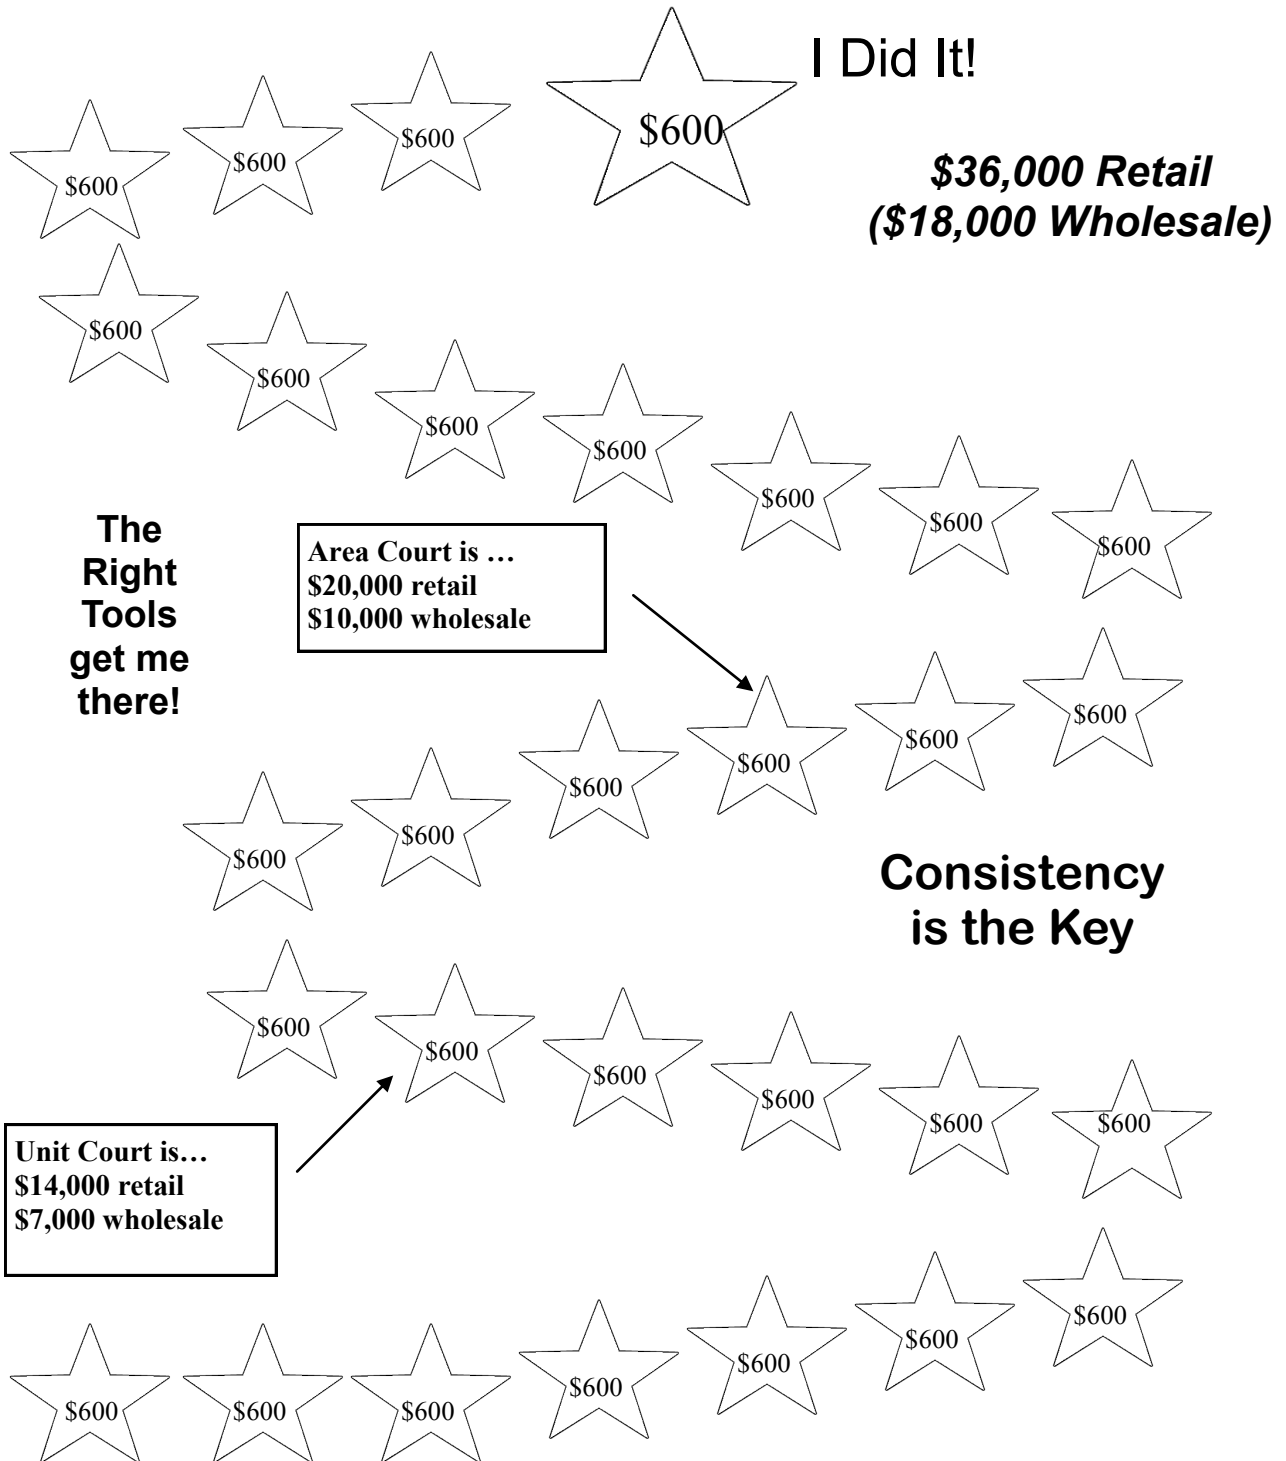 I Did It!
$600 $600 $600 $600
$36,000 Retail
($18,000 Wholesale)
$600 $600 $600 $600 $600 $600 $600
The
Right
Tools
get me
there!
Area Court is …
$20,000 retail
$10,000 wholesale
$600 $600 $600 $600 $600 $600
Consistency
is the Key
$600 $600 $600 $600 $600 $600
Unit Court is…
$14,000 retail
$7,000 wholesale
$600 $600 $600 $600 $600 $600 $600